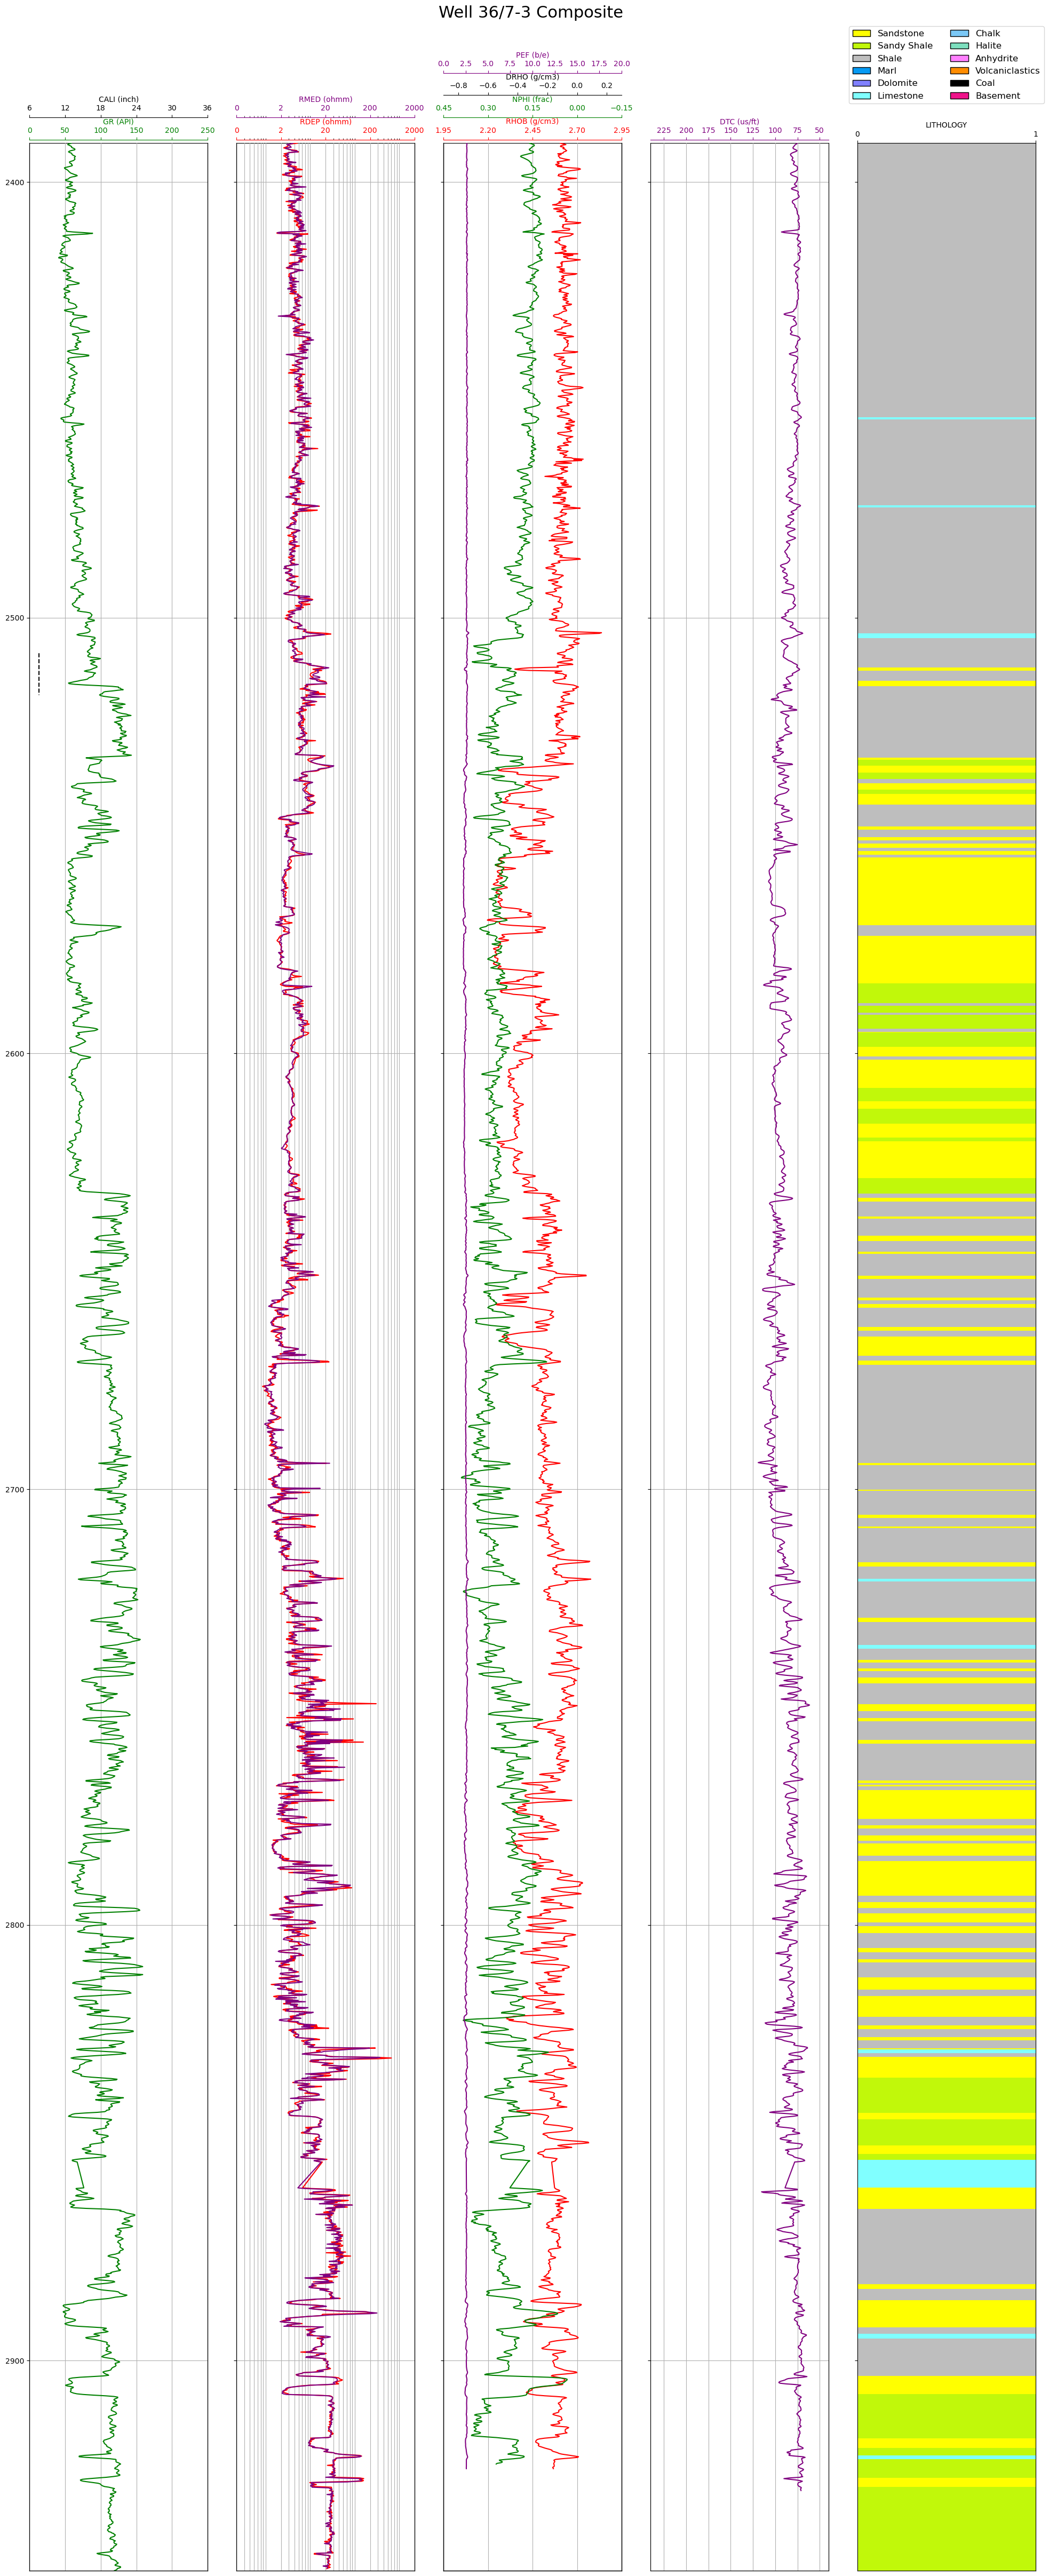 Well 36/7-3 Composite
Sandstone Chalk
Sandy Shale Halite
Shale Anhydrite
Marl Volcaniclastics
Dolomite Coal
Limestone Basement
PEF (b/e)
0.0 2.5 5.0 7.5 10.0 12.5 15.0 17.5 20.0
DRHO (g/cm3)
−0.8 −0.6 −0.4 −0.2 −0.0 0.2
CALI (inch) RMED (ohmm) NPHI (frac)
6 12 18 24 30 36 0 2 20 200 2000 0.45 0.30 0.15 0.00 −0.15
GR (API) RDEP (ohmm) RHOB (g/cm3) DTC (us/ft) LITHOLOGY
0 50 100 150 200 250 0 2 20 200 2000 1.95 2.20 2.45 2.70 2.95 225 200 175 150 125 100 75 50 0 1
2400
2500
2600
2700
2800
2900